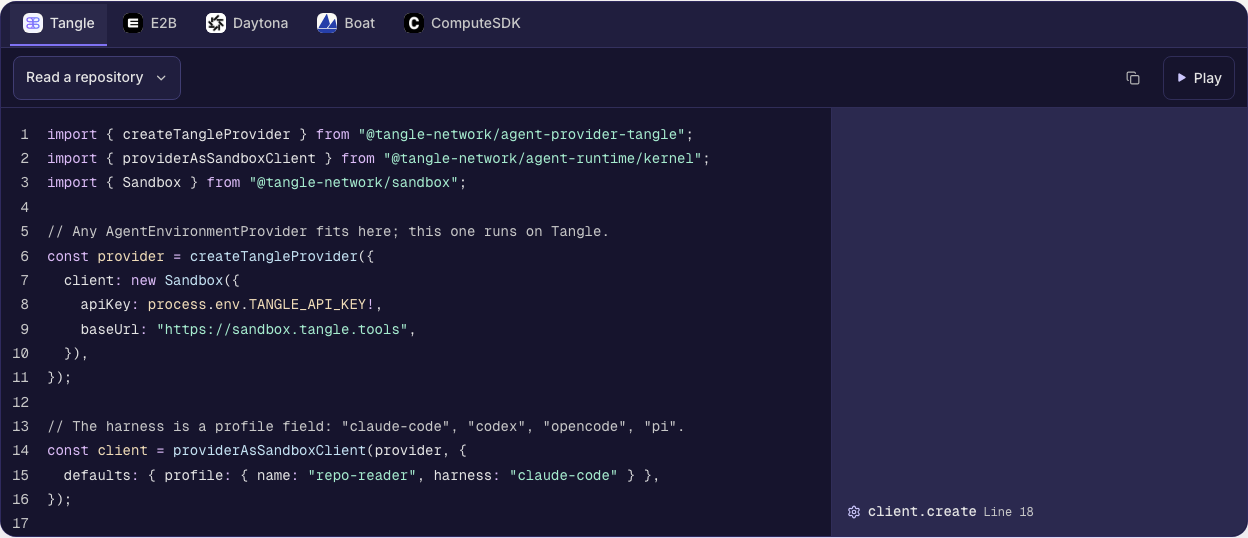 Tangle
E2B
Daytona
Boat
ComputeSDK
Read a repository
Play
1 import { createTangleProvider } from "@tangle-network/agent-provider-tangle";
2 import { providerAsSandboxClient } from "@tangle-network/agent-runtime/kernel";
3 import { Sandbox } from "@tangle-network/sandbox";
4
5 // Any AgentEnvironmentProvider fits here; this one runs on Tangle.
6 const provider = createTangleProvider({
7   client: new Sandbox({
8     apiKey: process.env.TANGLE_API_KEY!,
9     baseUrl: "https://sandbox.tangle.tools",
10   }),
11 });
12
13 // The harness is a profile field: "claude-code", "codex", "opencode", "pi".
14 const client = providerAsSandboxClient(provider, {
15   defaults: { profile: { name: "repo-reader", harness: "claude-code" } },
16 });
17
client.create Line 18